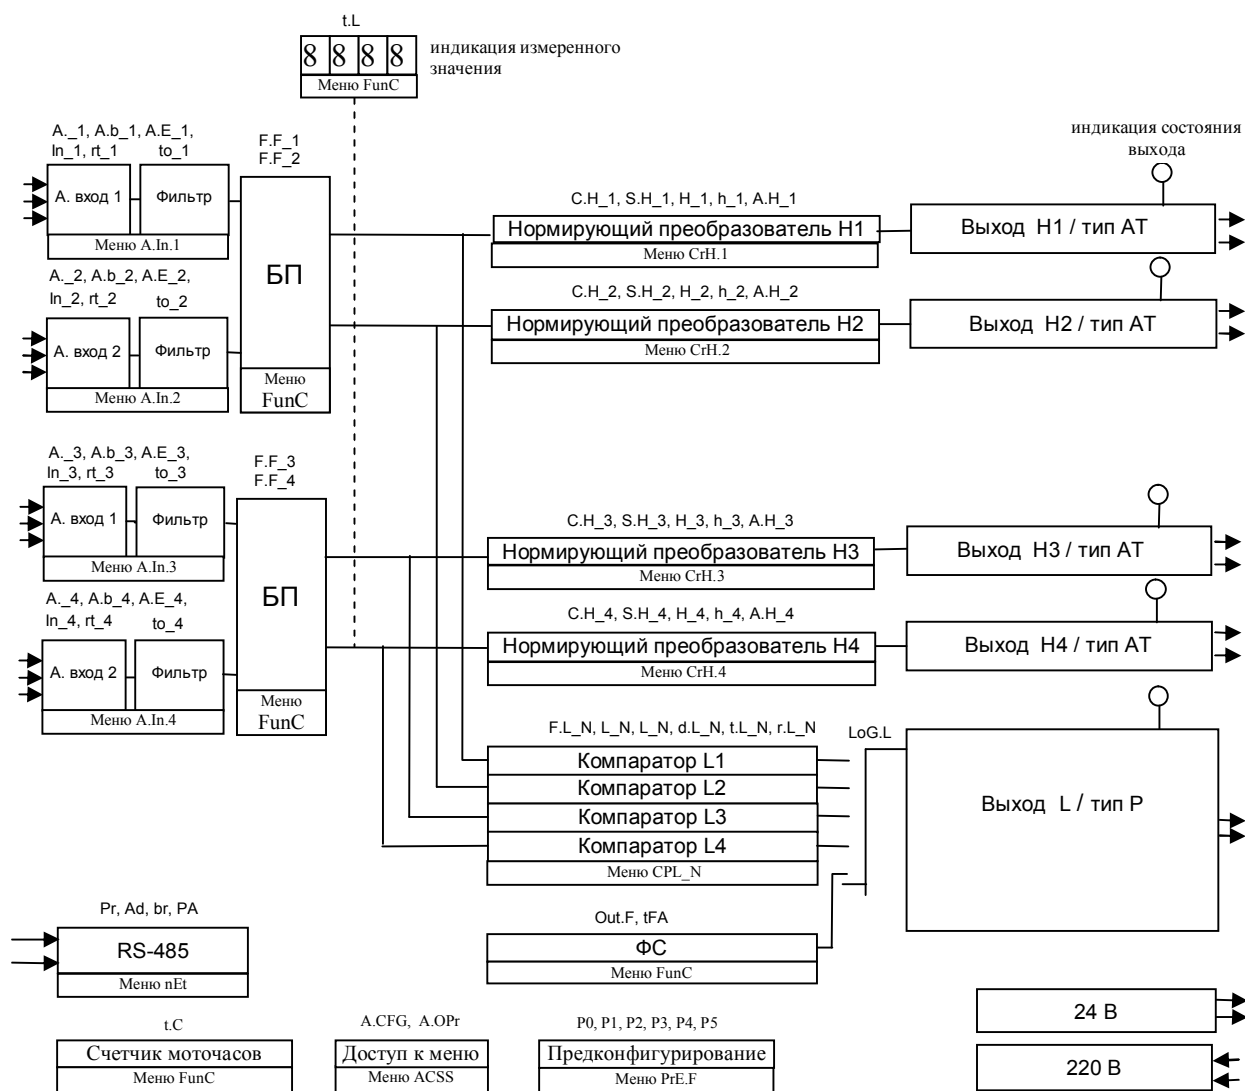 t.L
8 8 8 8
индикация измеренного
значения
Меню FunC
A._1, A.b_1, A.E_1,
In_1, rt_1 to_1
А. вход 1
Фильтр
Меню A.In.1
F.F_1
F.F_2
A._2, A.b_2, A.E_2,
In_2, rt_2 to_2
А. вход 2
Фильтр
Меню A.In.2
БП
Меню
FunC
индикация состояния
выхода
C.H_1, S.H_1, H_1, h_1, A.H_1
Нормирующий преобразователь Н1
Меню CrH.1
Выход Н1 / тип АТ
C.H_2, S.H_2, H_2, h_2, A.H_2
Нормирующий преобразователь Н2
Меню CrH.2
Выход Н2 / тип АТ
A._3, A.b_3, A.E_3,
In_3, rt_3 to_3
А. вход 1
Фильтр
Меню A.In.3
F.F_3
F.F_4
A._4, A.b_4, A.E_4,
In_4, rt_4 to_4
А. вход 2
Фильтр
Меню A.In.4
БП
Меню
FunC
C.H_3, S.H_3, H_3, h_3, A.H_3
Нормирующий преобразователь Н3
Меню CrH.3
Выход Н3 / тип АТ
C.H_4, S.H_4, H_4, h_4, A.H_4
Нормирующий преобразователь Н4
Меню CrH.4
Выход Н4 / тип АТ
F.L_N, L_N, L_N, d.L_N, t.L_N, r.L_N
LoG.L
Компаратор L1
Компаратор L2
Компаратор L3
Компаратор L4
Меню CPL_N
Выход L / тип Р
Pr, Ad, br, PA
RS-485
Меню nEt
Out.F, tFA
ФС
Меню FunC
t.C
Счетчик моточасов
Меню FunC
A.CFG, A.OPr
Доступ к меню
Меню ACSS
P0, P1, P2, P3, P4, P5
Предконфигурирование
Меню PrE.F
24 В
220 В